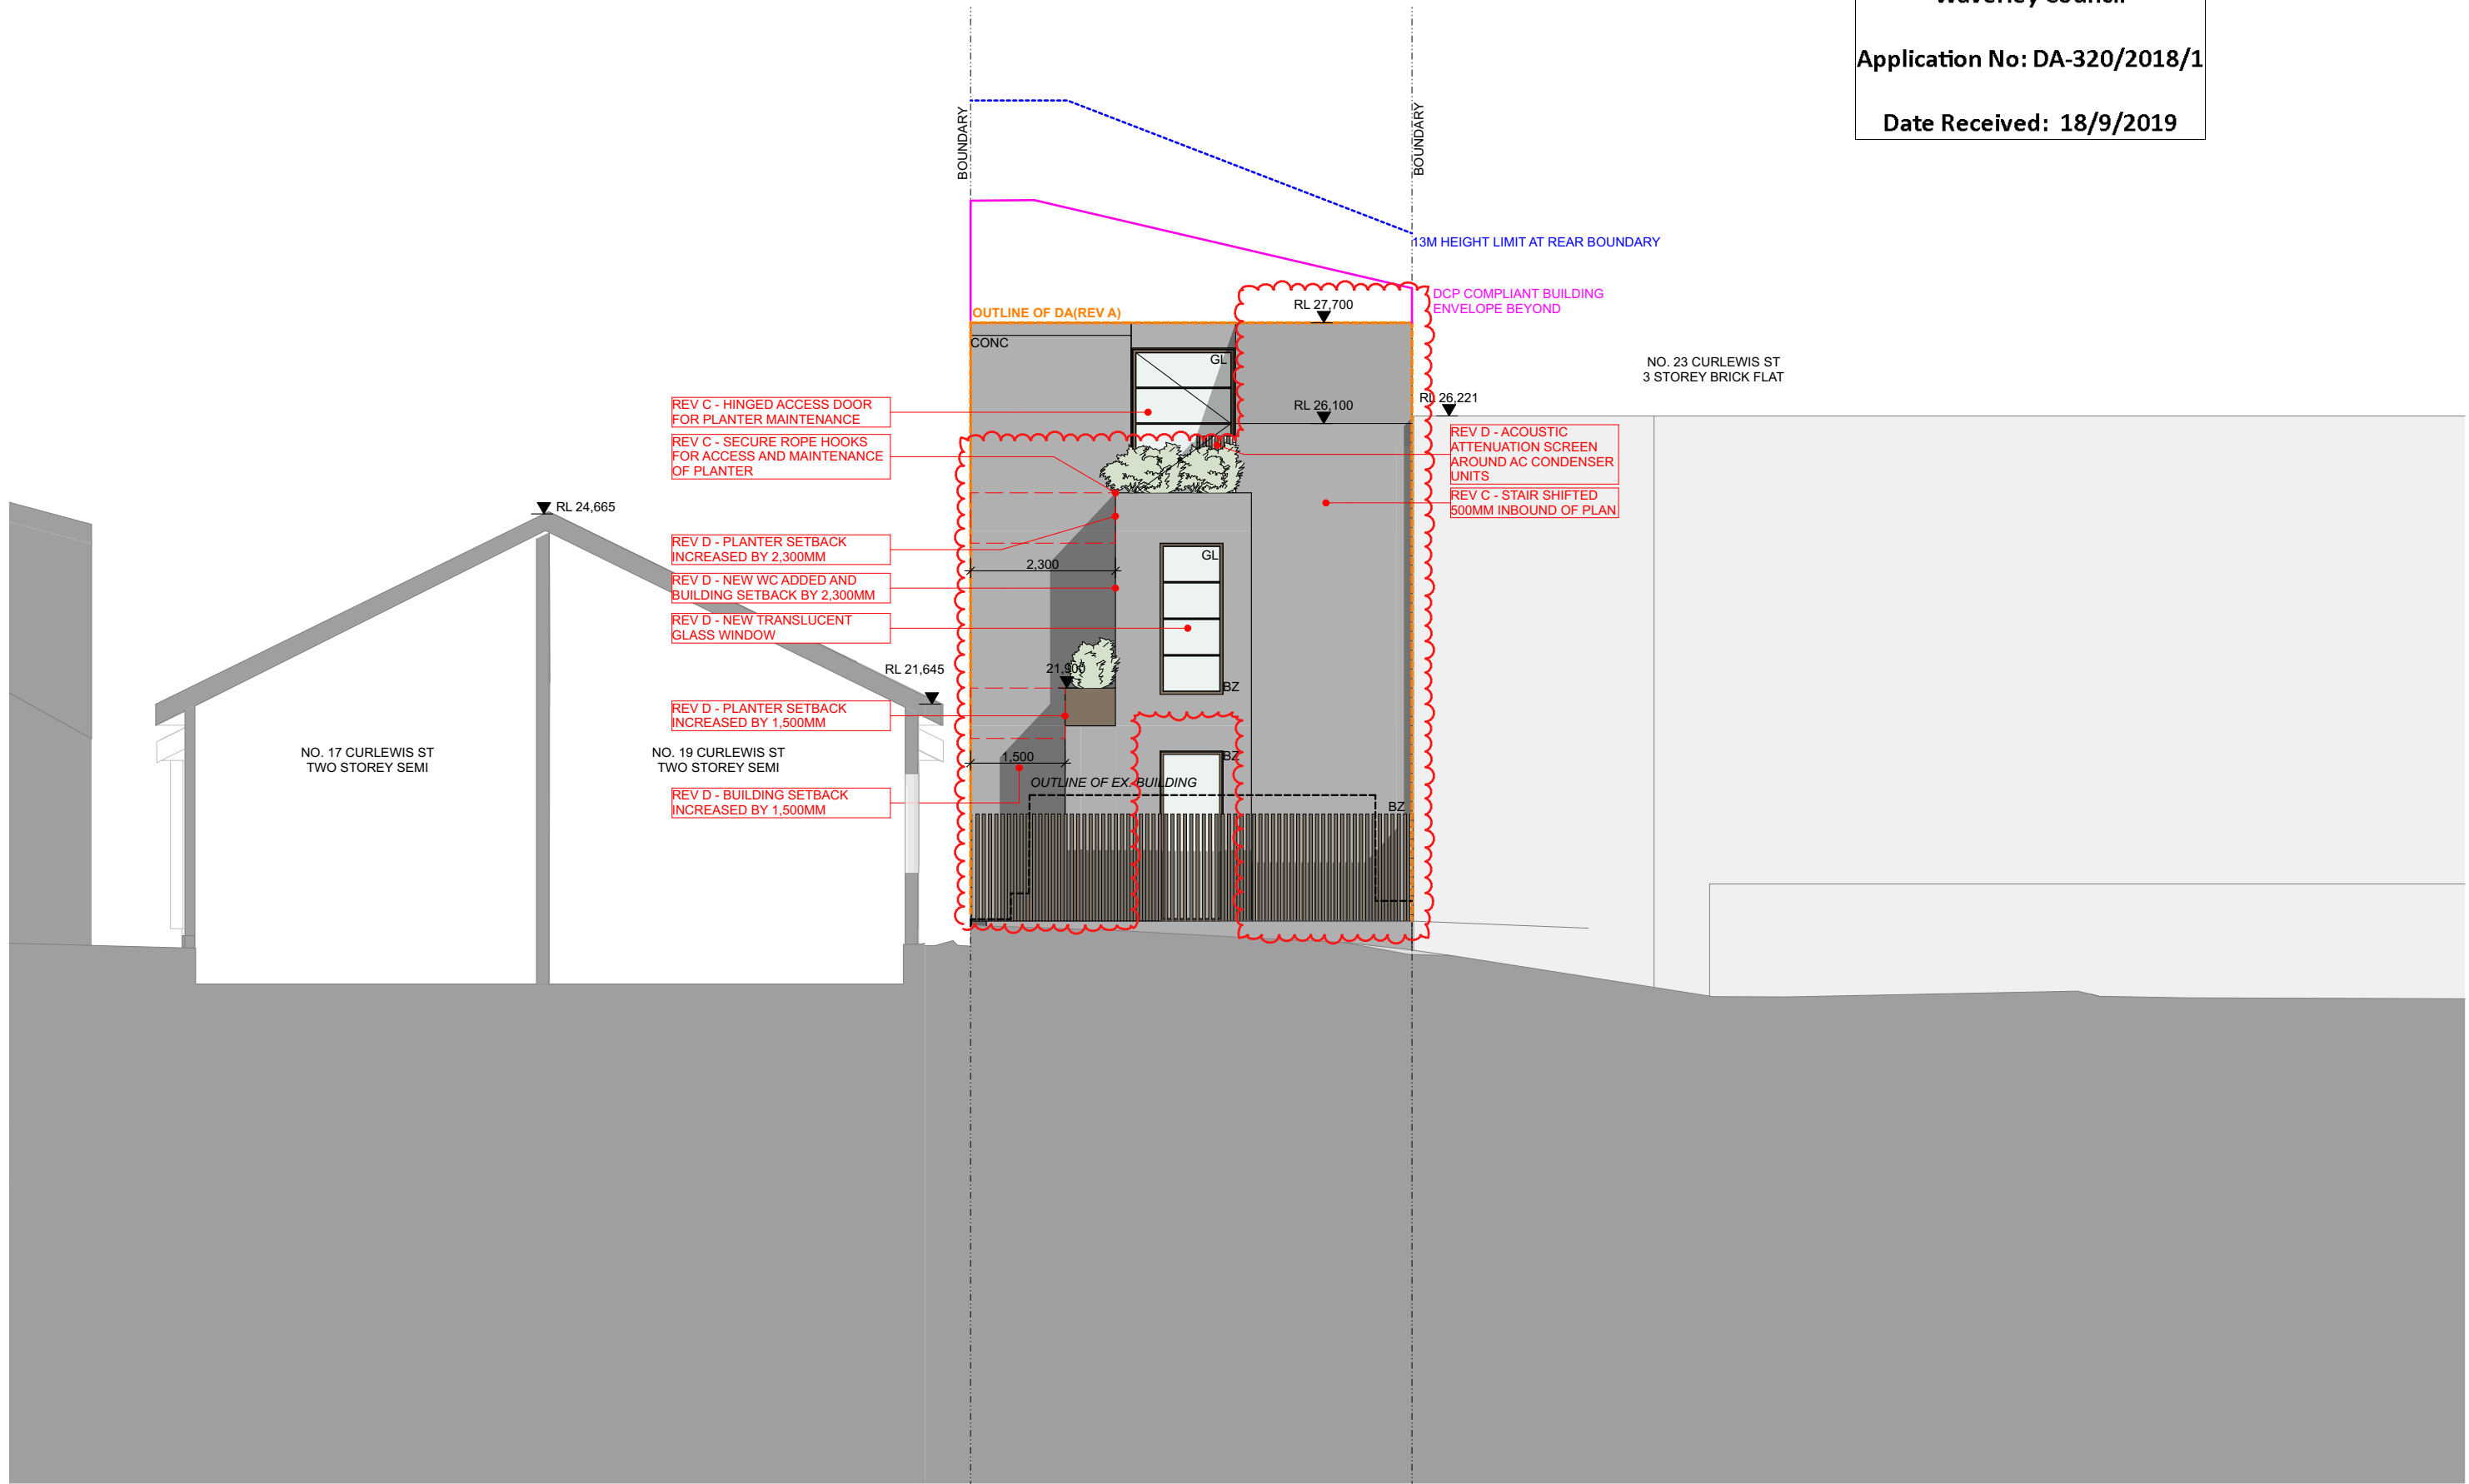 Waverley Council
Application No: DA-320/2018/1
Date Received: 18/9/2019
BOUNDARY
BOUNDARY
13M HEIGHT LIMIT AT REAR BOUNDARY
DCP COMPLIANT BUILDING
ENVELOPE BEYOND
OUTLINE OF DA(REV A)
RL 27,700
CONC
GL
NO. 23 CURLEWIS ST
3 STOREY BRICK FLAT
REV C - HINGED ACCESS DOOR
FOR PLANTER MAINTENANCE
RL 26,100
RL 26,221
REV C - SECURE ROPE HOOKS
FOR ACCESS AND MAINTENANCE
OF PLANTER
REV D - ACOUSTIC
ATTENUATION SCREEN
AROUND AC CONDENSER
UNITS
REV C - STAIR SHIFTED
500MM INBOUND OF PLAN
RL 24,665
REV D - PLANTER SETBACK
INCREASED BY 2,300MM
GL
2,300
REV D - NEW WC ADDED AND
BUILDING SETBACK BY 2,300MM
REV D - NEW TRANSLUCENT
GLASS WINDOW
RL 21,645
21,900
BZ
REV D - PLANTER SETBACK
INCREASED BY 1,500MM
NO. 17 CURLEWIS ST
TWO STOREY SEMI
NO. 19 CURLEWIS ST
TWO STOREY SEMI
1,500
BZ
OUTLINE OF EX. BUILDING
REV D - BUILDING SETBACK
INCREASED BY 1,500MM
BZ